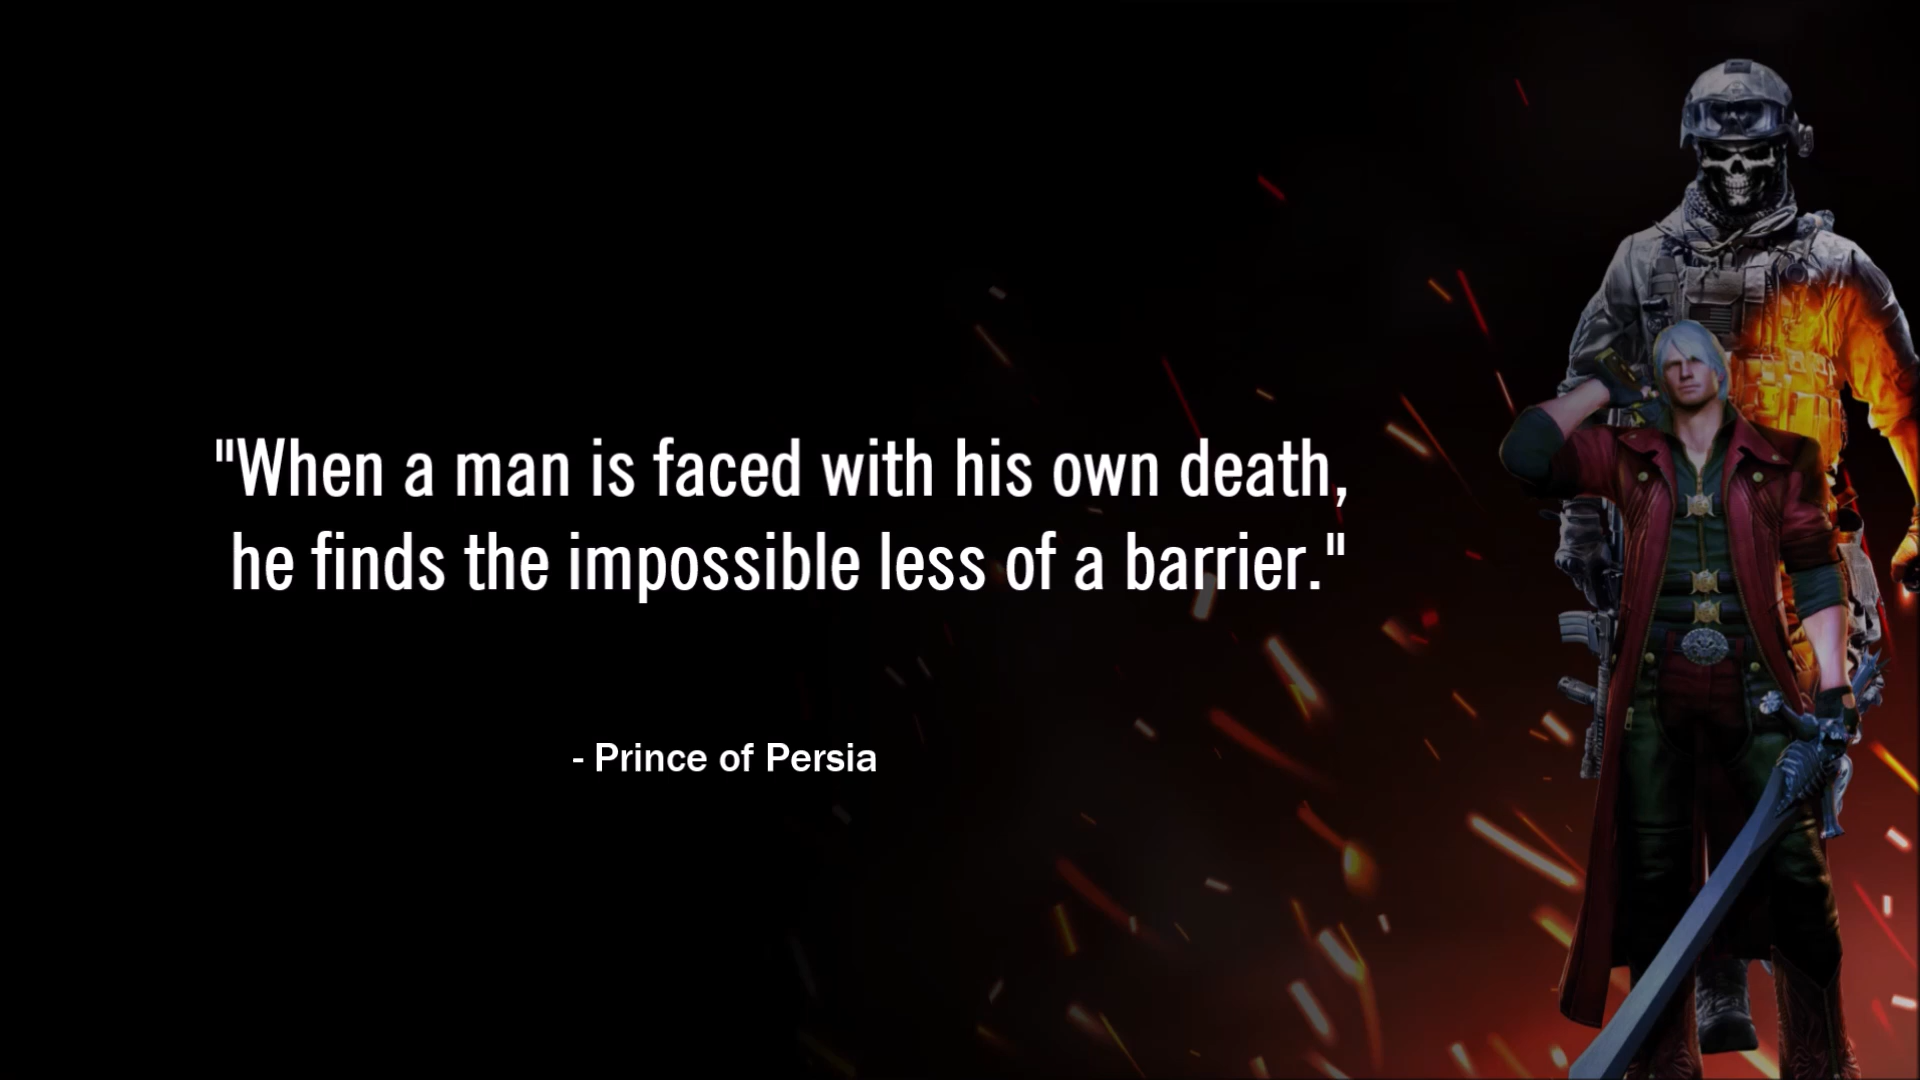 "When a man is faced with his own death,
he finds the impossible less of a barrier."
- Prince of Persia